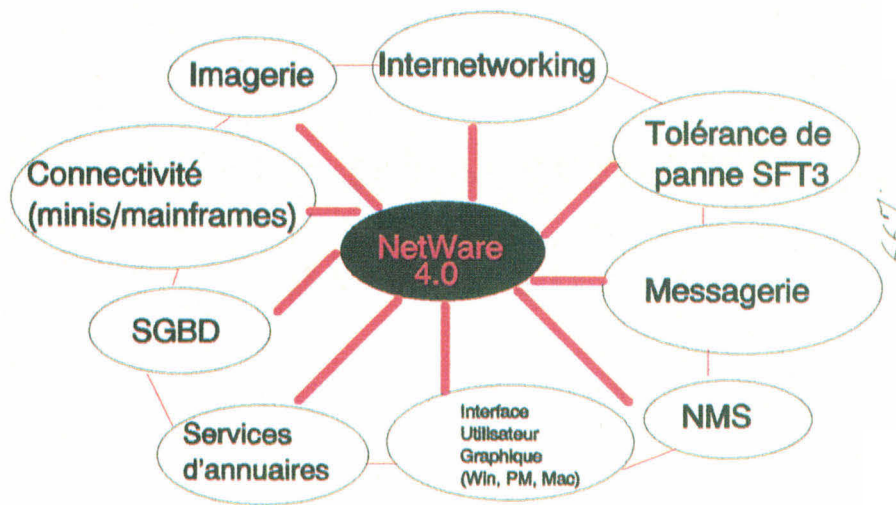 Imagerie
Internetworking
Tolérance de
panne SFT3
Connectivité
(minis/mainframes)
NetWare
4.0
Messagerie
SGBD
NMS
Services
d'annuaires
Interface
Utilisateur
Graphique
(Win, PM, Mac)